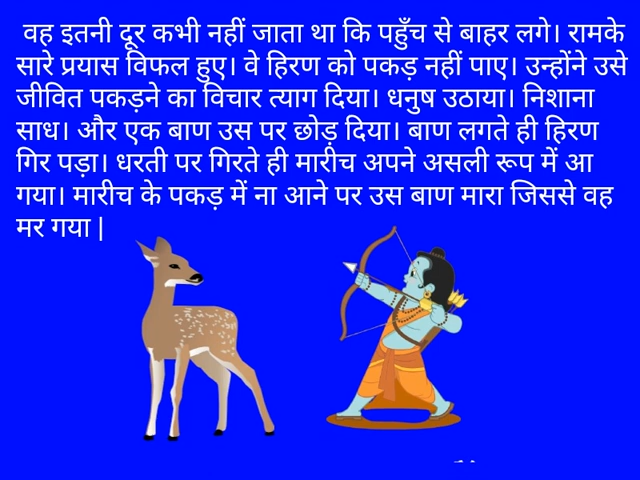 वह इतनी दूर कभी नहीं जाता था कि पहुँच से बाहर लगे। रामके
सारे प्रयास विफल हुए। वे हिरण को पकड़ नहीं पाए। उन्होंने उसे
जीवित पकड़ने का विचार त्याग दिया। धनुष उठाया। निशाना
साध। और एक बाण उस पर छोड़ दिया। बाण लगते ही हिरण
गिर पड़ा। धरती पर गिरते ही मारीच अपने असली रूप में आ
गया। मारीच के पकड़ में ना आने पर उस बाण मारा जिससे वह
मर गया |